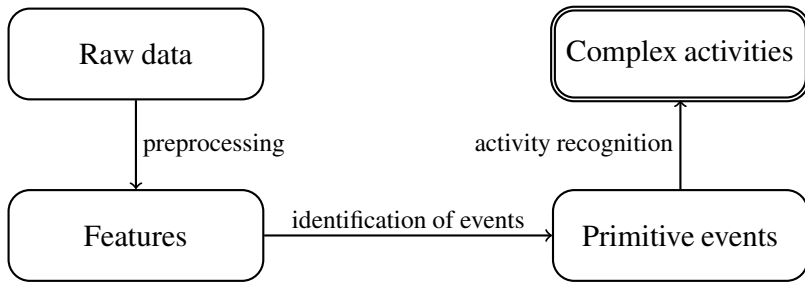 Raw data
Complex activities
preprocessing
activity recognition
Features
identification of events
Primitive events